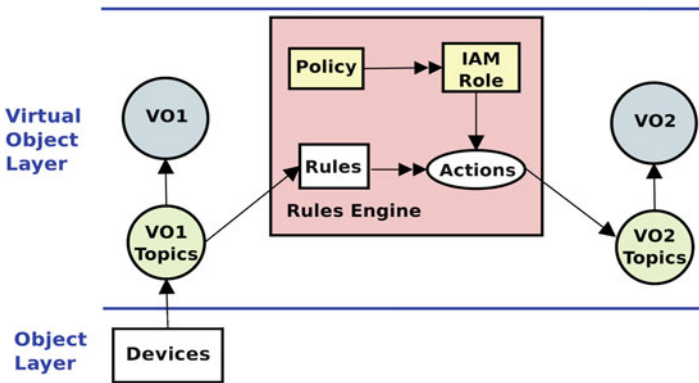 Policy
IAM
Role
VO1
VO2
Virtual
Object
Layer
Rules
Actions
Rules Engine
VO1
Topics
VO2
Topics
Object
Layer
Devices